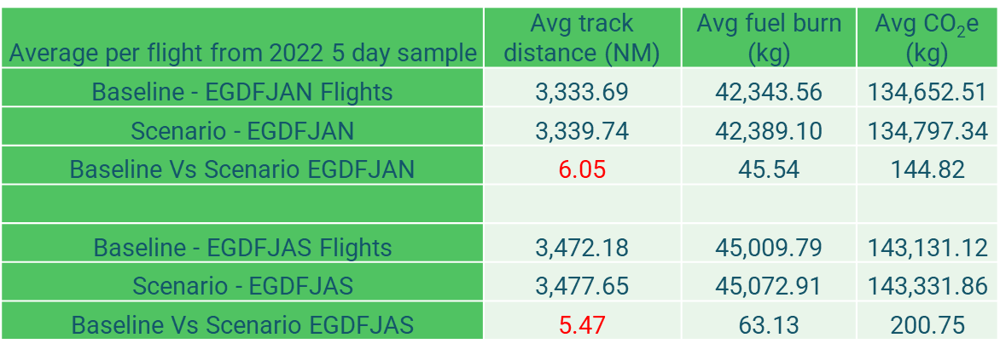 Average per flight from 2022 5 day sample Avg track distance (NM) Avg fuel burn (kg) Avg CO₂e (kg)
Baseline - EGDFJAN Flights 3,333.69 42,343.56 134,652.51
Scenario - EGDFJAN 3,339.74 42,389.10 134,797.34
Baseline Vs Scenario EGDFJAN 6.05 45.54 144.82
Baseline - EGDFJAS Flights 3,472.18 45,009.79 143,131.12
Scenario - EGDFJAS 3,477.65 45,072.91 143,331.86
Baseline Vs Scenario EGDFJAS 5.47 63.13 200.75